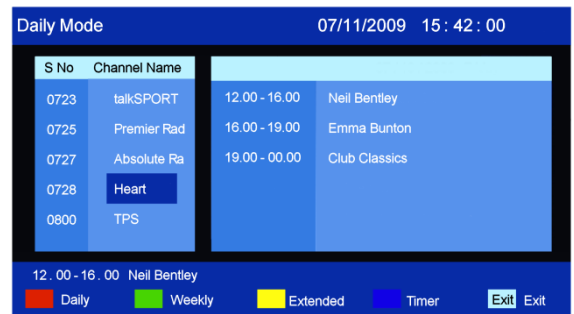 Daily Mode 07/11/2009 15:42:00
S No Channel Name
0723 talkSPORT 12.00 - 16.00 Neil Bentley
0725 Premier Rad 16.00 - 19.00 Emma Bunton
0727 Absolute Ra 19.00 - 00.00 Club Classics
0728 Heart
0800 TPS
12.00 - 16.00 Neil Bentley
Daily Weekly Extended Timer Exit Exit